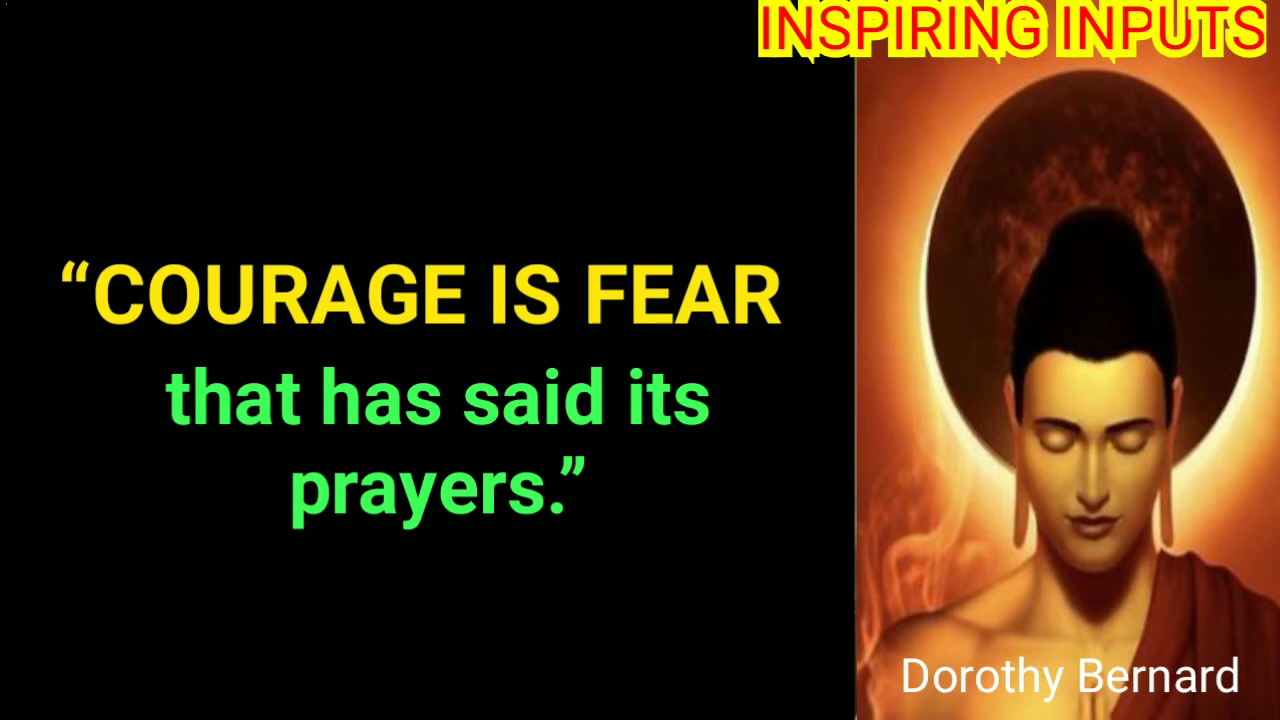 INSPIRING INPUTS
“COURAGE IS FEAR
that has said its
prayers.”
Dorothy Bernard